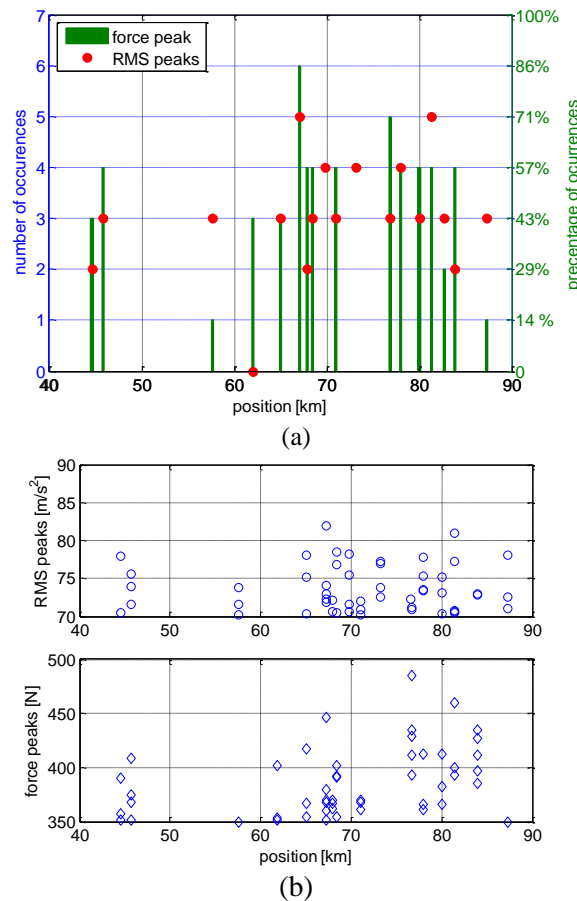 7
6
5
4
3
2
1
0
number of occurences
force peak
RMS peaks
100%
86%
71%
57%
43%
29%
14 %
0
precentage of ocurrences
40 50 60 70 80 90
position [km]
(a)
90
85
80
75
70
RMS peaks [m/s²]
40 50 60 70 80 90
500
450
400
350
force peaks [N]
40 50 60 70 80 90
position [km]
(b)